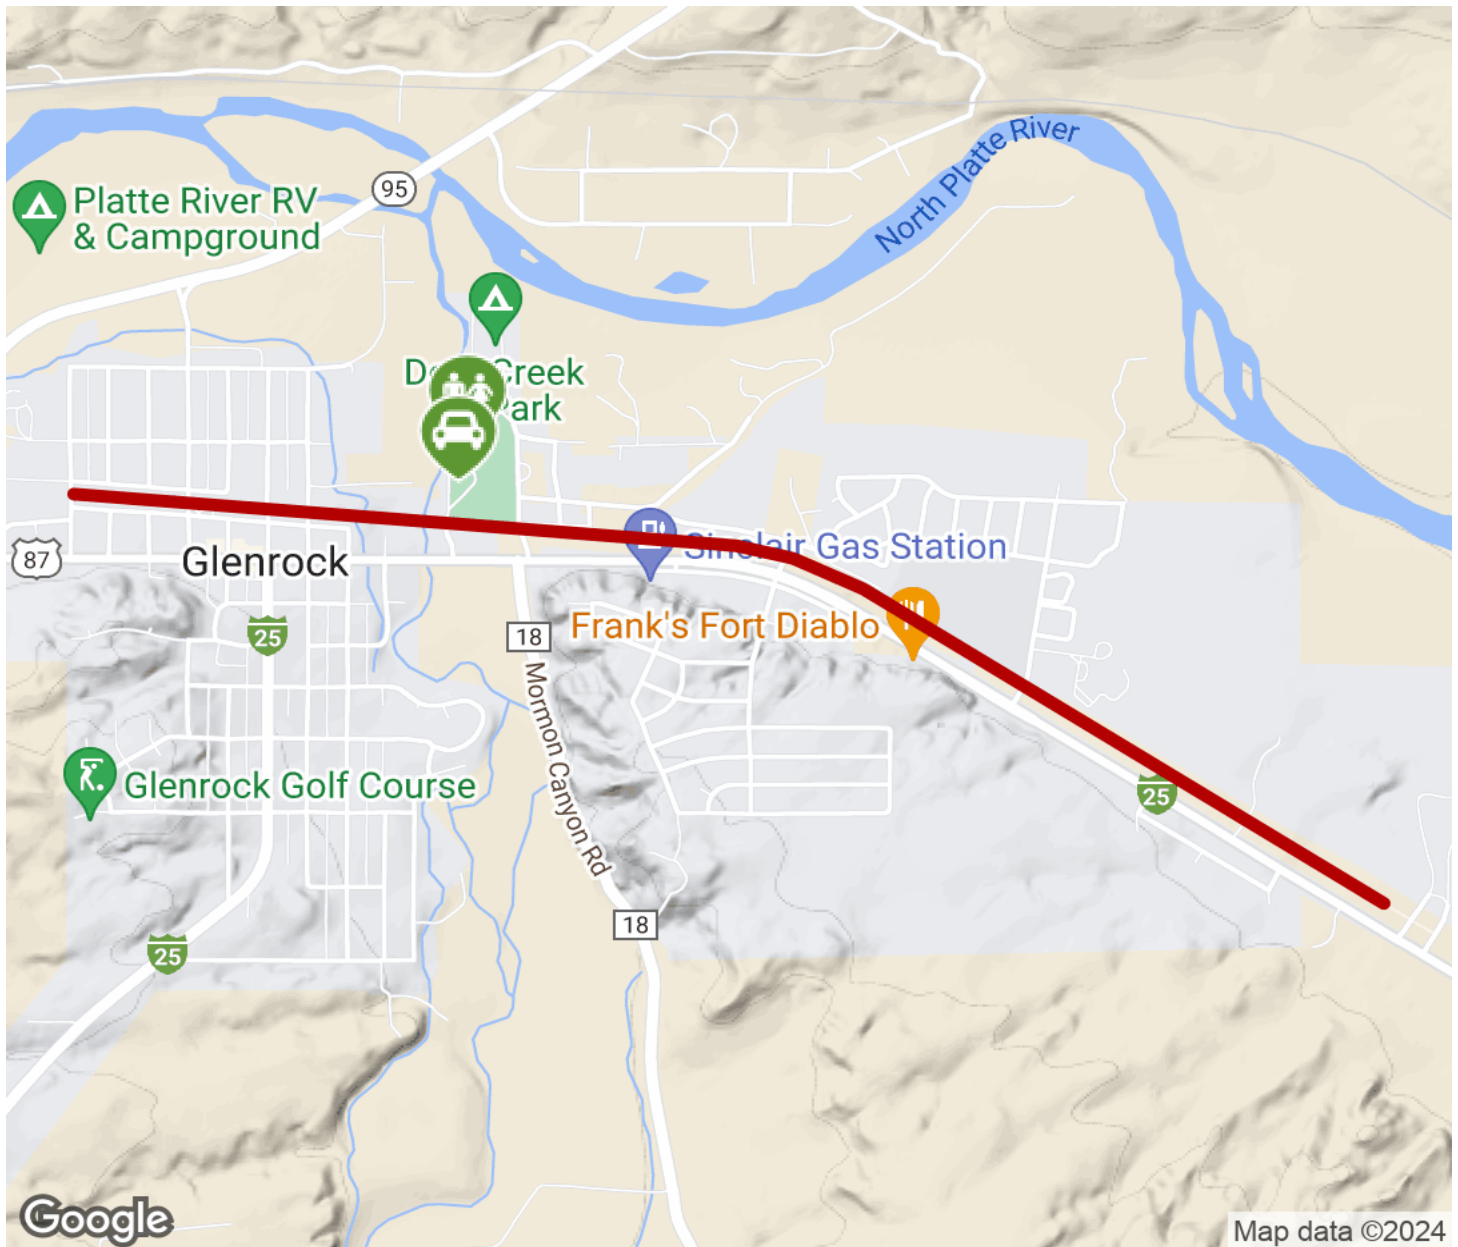 North Platte River
95
Platte River RV
& Campground
Creek
ark
87
Glenrock
Sinclair Gas Station
25
18
Frank's Fort Diablo
Mormon Canyon Rd
Glenrock Golf Course
25
18
25
Google
Map data ©2024